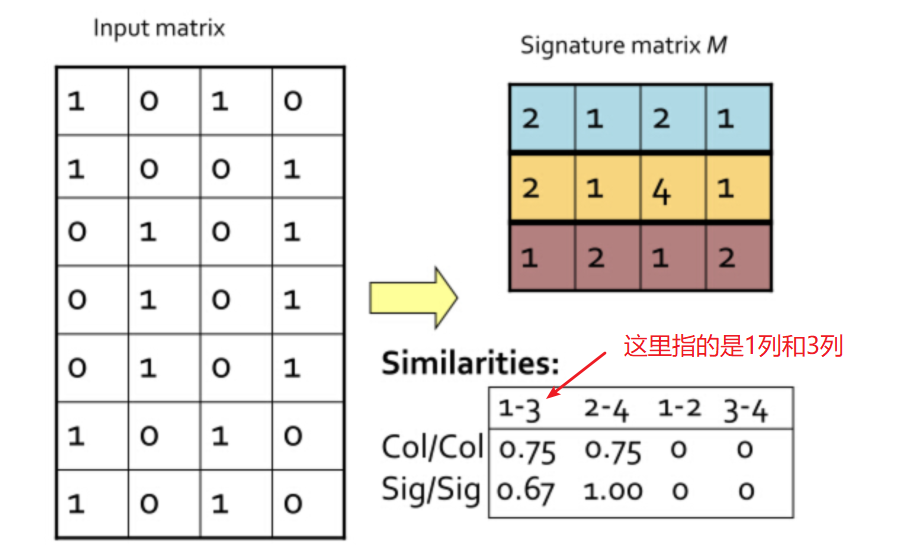 Input matrix
1 0 1 0
1 0 0 1
0 1 0 1
0 1 0 1
0 1 0 1
1 0 1 0
1 0 1 0
Signature matrix M
2 1 2 1
2 1 4 1
1 2 1 2
这里指的是1列和3列
Similarities:
1-3 2-4 1-2 3-4
Col/Col 0.75 0.75 0 0
Sig/Sig 0.67 1.00 0 0